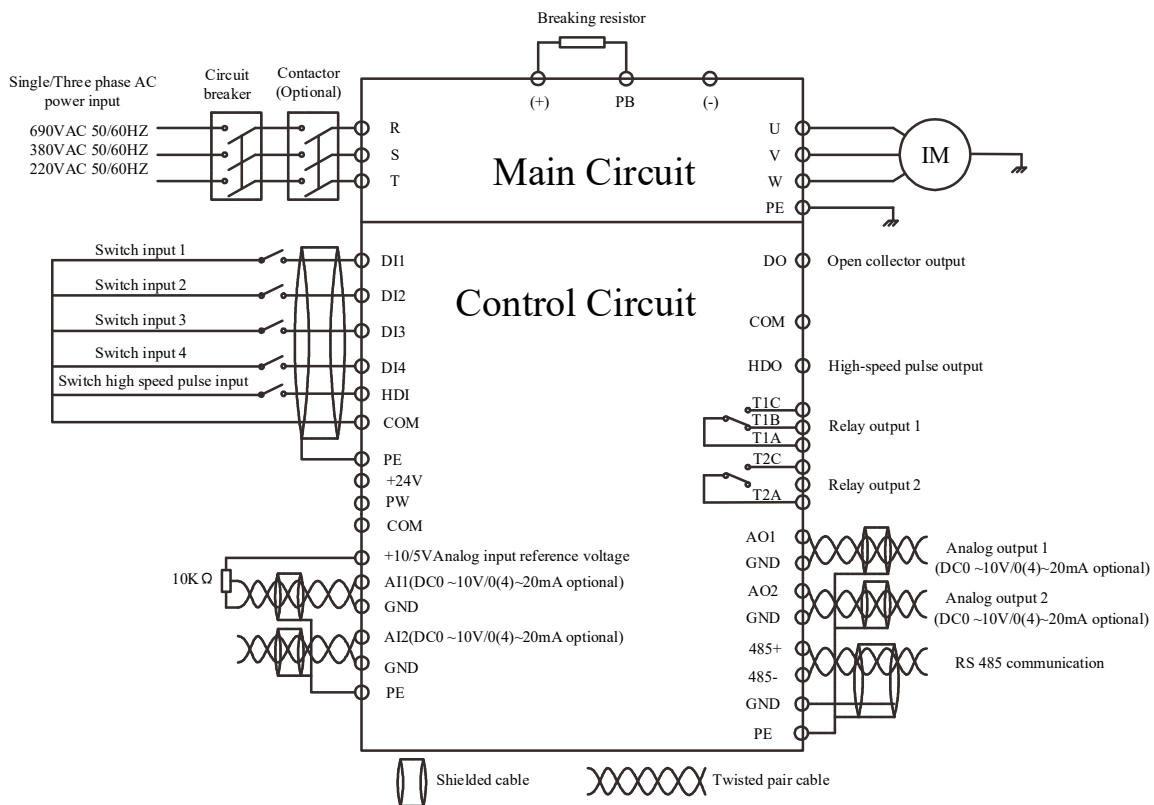 Breaking resistor
Single/Three phase AC
power input
Circuit
breaker
Contactor
(Optional)
(+)
PB
(-)
690VAC 50/60HZ
380VAC 50/60HZ
220VAC 50/60HZ
R
S
T
Main Circuit
U
V
W
PE
IM
Switch input 1
Switch input 2
Switch input 3
Switch input 4
Switch high speed pulse input
DI1
DI2
DI3
DI4
HDI
COM
PE
+24V
PW
COM
Control Circuit
DO
Open collector output
COM
HDO
High-speed pulse output
T1C
T1B
T1A
Relay output 1
T2C
T2A
Relay output 2
10KΩ
+10/5VAnalog input reference voltage
AI1(DC0 ~10V/0(4)~20mA optional)
GND
AI2(DC0 ~10V/0(4)~20mA optional)
GND
PE
AO1
GND
Analog output 1
(DC0 ~10V/0(4)~20mA optional)
AO2
GND
Analog output 2
(DC0 ~10V/0(4)~20mA optional)
485+
485-
RS 485 communication
GND
PE
Shielded cable
Twisted pair cable